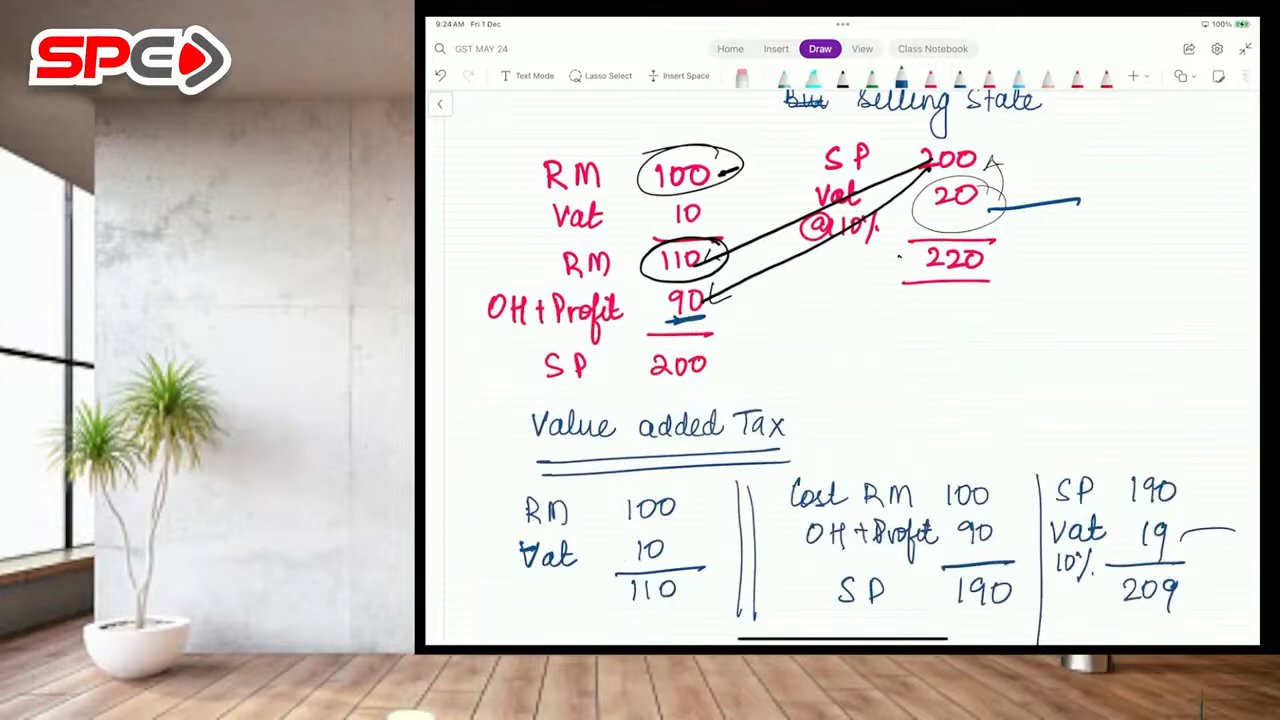 SPED
9:24 AM Fri 1 Dec
100%
GST MAY 24
Home Insert Draw View Class Notebook
Text Mode Lasso Select Insert Space
But Selling State
RM 100
Vat 10
RM 110
OH + Profit 90
SP 200
SP 200
Vat 20
@ 10%
220
Value added Tax
RM 100
Vat 10
110
Cost RM 100
OH + Profit 90
SP 190
SP 190
Vat 19
10%
209